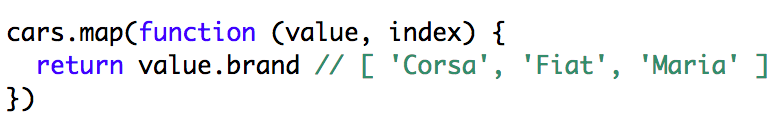 cars.map(function (value, index) {
  return value.brand // [ 'Corsa', 'Fiat', 'Maria' ]
})